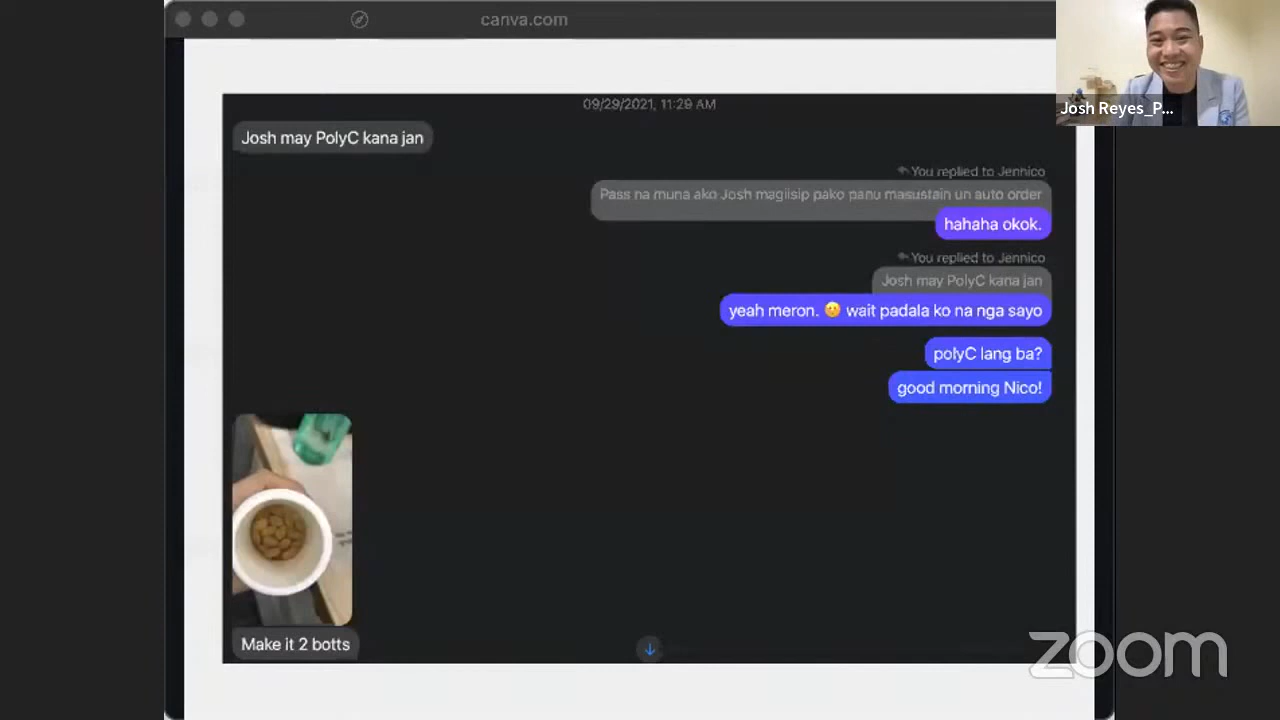 canva.com
Josh Reyes_P...
09/29/2021, 11:29 AM
Josh may PolyC kana jan
You replied to Jennico
Pass na muna ako Josh magiisip pako panu masustain un auto order
hahaha okok.
You replied to Jennico
Josh may PolyC kana jan
yeah meron. 🥲 wait padala ko na nga sayo
polyC lang ba?
good morning Nico!
Make it 2 botts
zoom